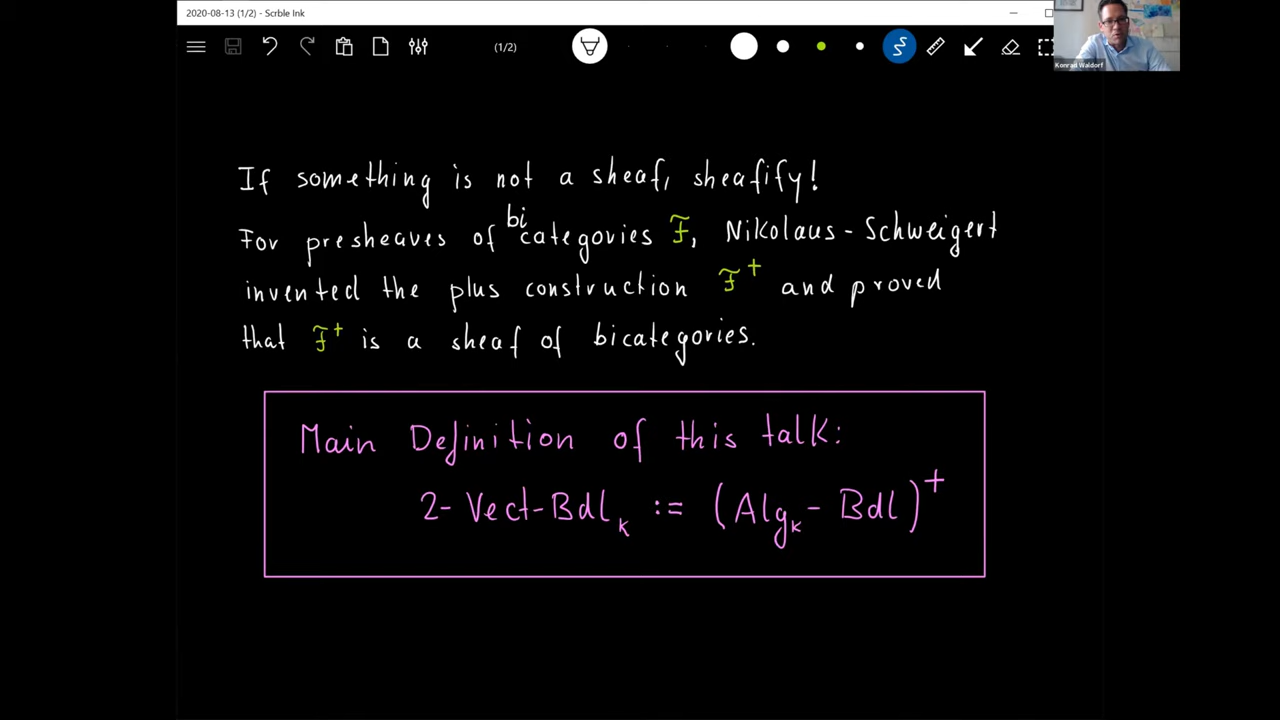 2020-08-13 (1/2) - Scrble Ink
(1/2)
Konrad Waldorf
If something is not a sheaf, sheafify!
For presheaves of bicategories F, Nikolaus-Schweigert
invented the plus construction F⁺ and proved
that F⁺ is a sheaf of bicategories.
Main Definition of this talk:
2-Vect-Bdlₖ := (Algₖ-Bdl)⁺